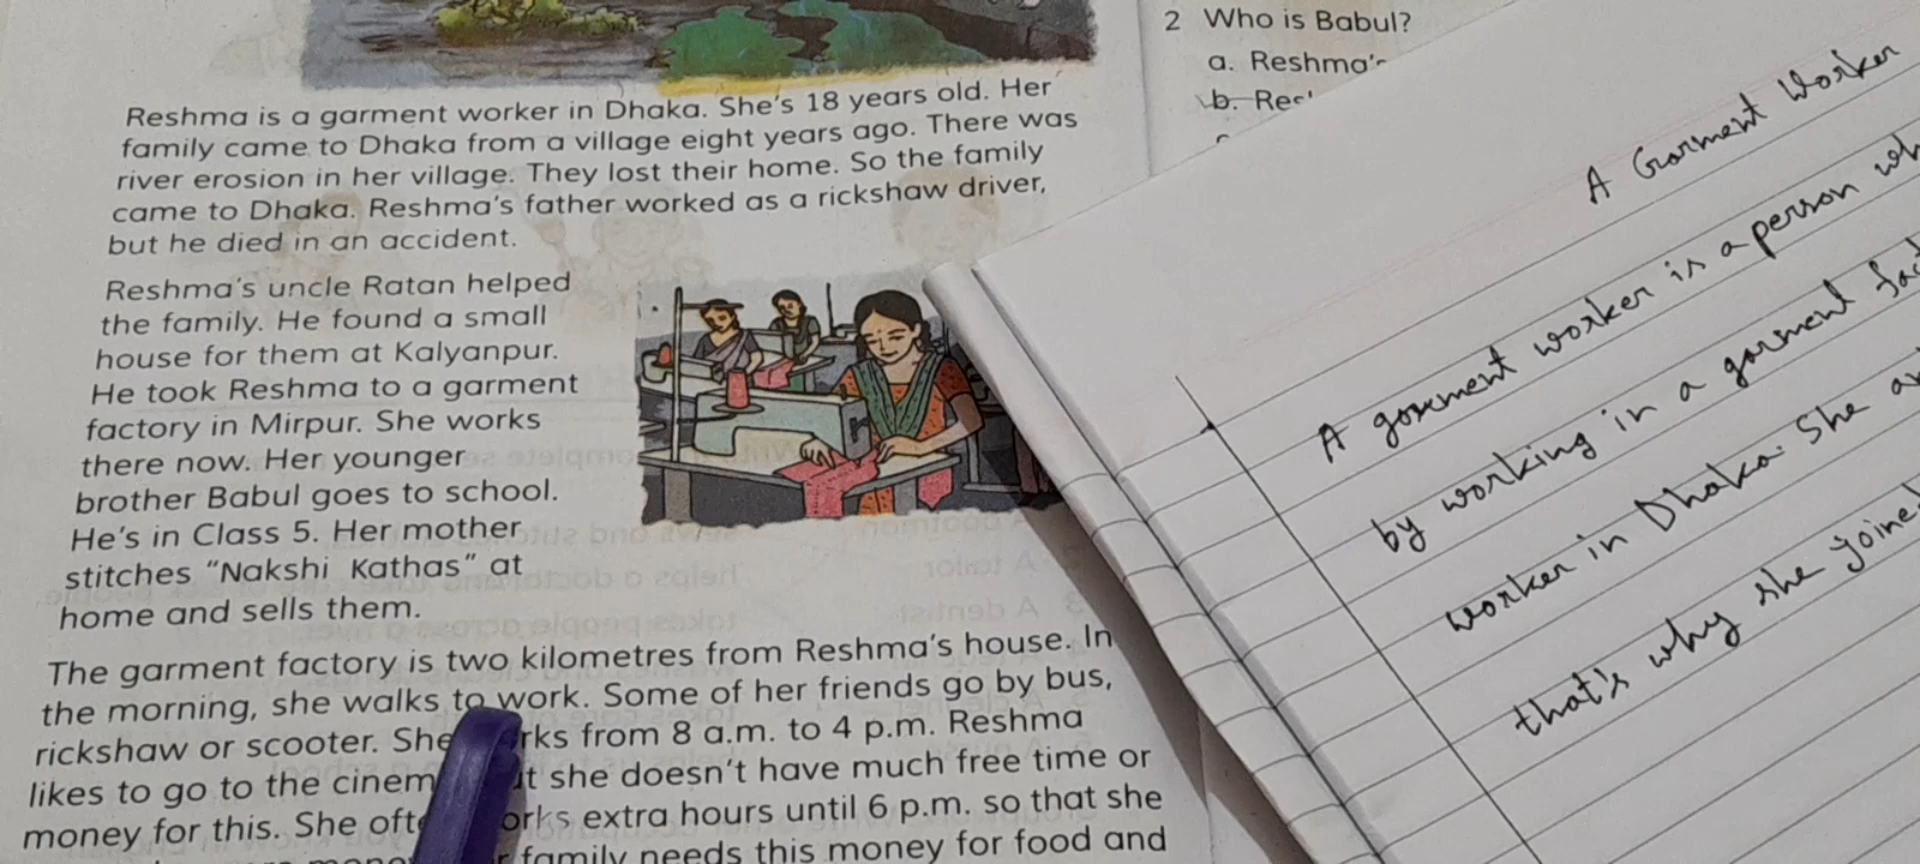 Reshma is a garment worker in Dhaka. She's 18 years old. Her
family came to Dhaka from a village eight years ago. There was
river erosion in her village. They lost their home. So the family
came to Dhaka. Reshma's father worked as a rickshaw driver,
but he died in an accident.
Reshma's uncle Ratan helped
the family. He found a small
house for them at Kalyanpur.
He took Reshma to a garment
factory in Mirpur. She works
there now. Her younger
brother Babul goes to school.
He's in Class 5. Her mother
stitches "Nakshi Kathas" at
home and sells them.
The garment factory is two kilometres from Reshma's house. In
the morning, she walks to work. Some of her friends go by bus,
rickshaw or scooter. She from 8 a.m. to 4 p.m. Reshma
likes to go to the she doesn't have much free time or
money for this. She extra hours until 6 p.m. so that she
family needs this money for food and
2 Who is Babul?
a. Reshma's
b.
A Garment Worker
A gorment worker is a person
by working in a garment
worker in Dhaka. She
that's why she